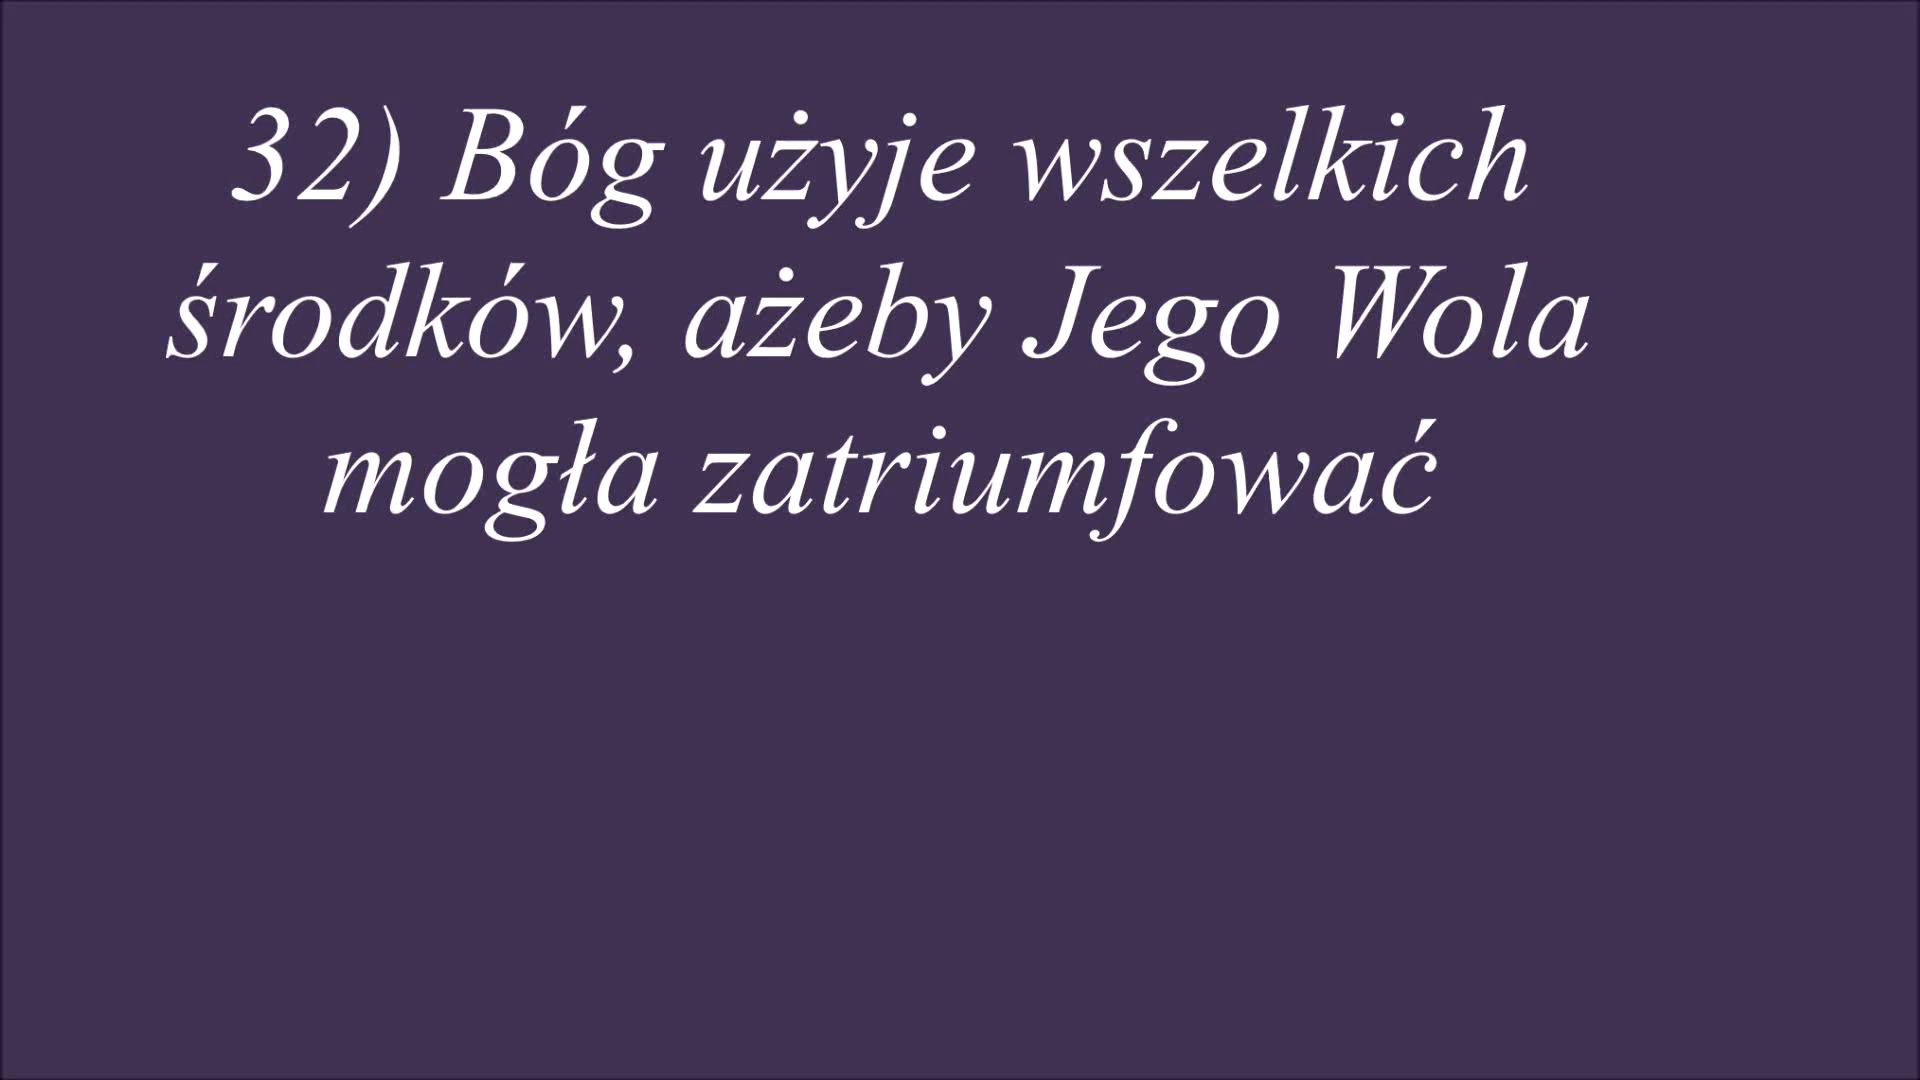 32) Bóg użyje wszelkich
środków, ażeby Jego Wola
mogła zatriumfować